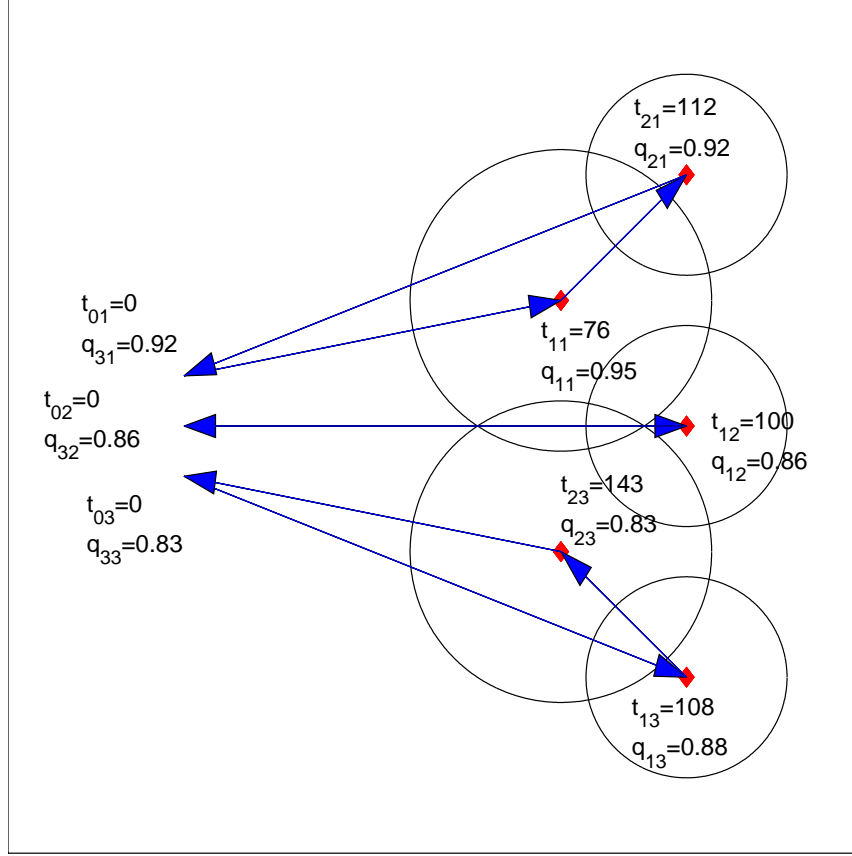 t21=112
q21=0.92
t01=0
q31=0.92
t11=76
q11=0.95
t02=0
q32=0.86
t12=100
q12=0.86
t23=143
q23=0.83
t03=0
q33=0.83
t13=108
q13=0.88